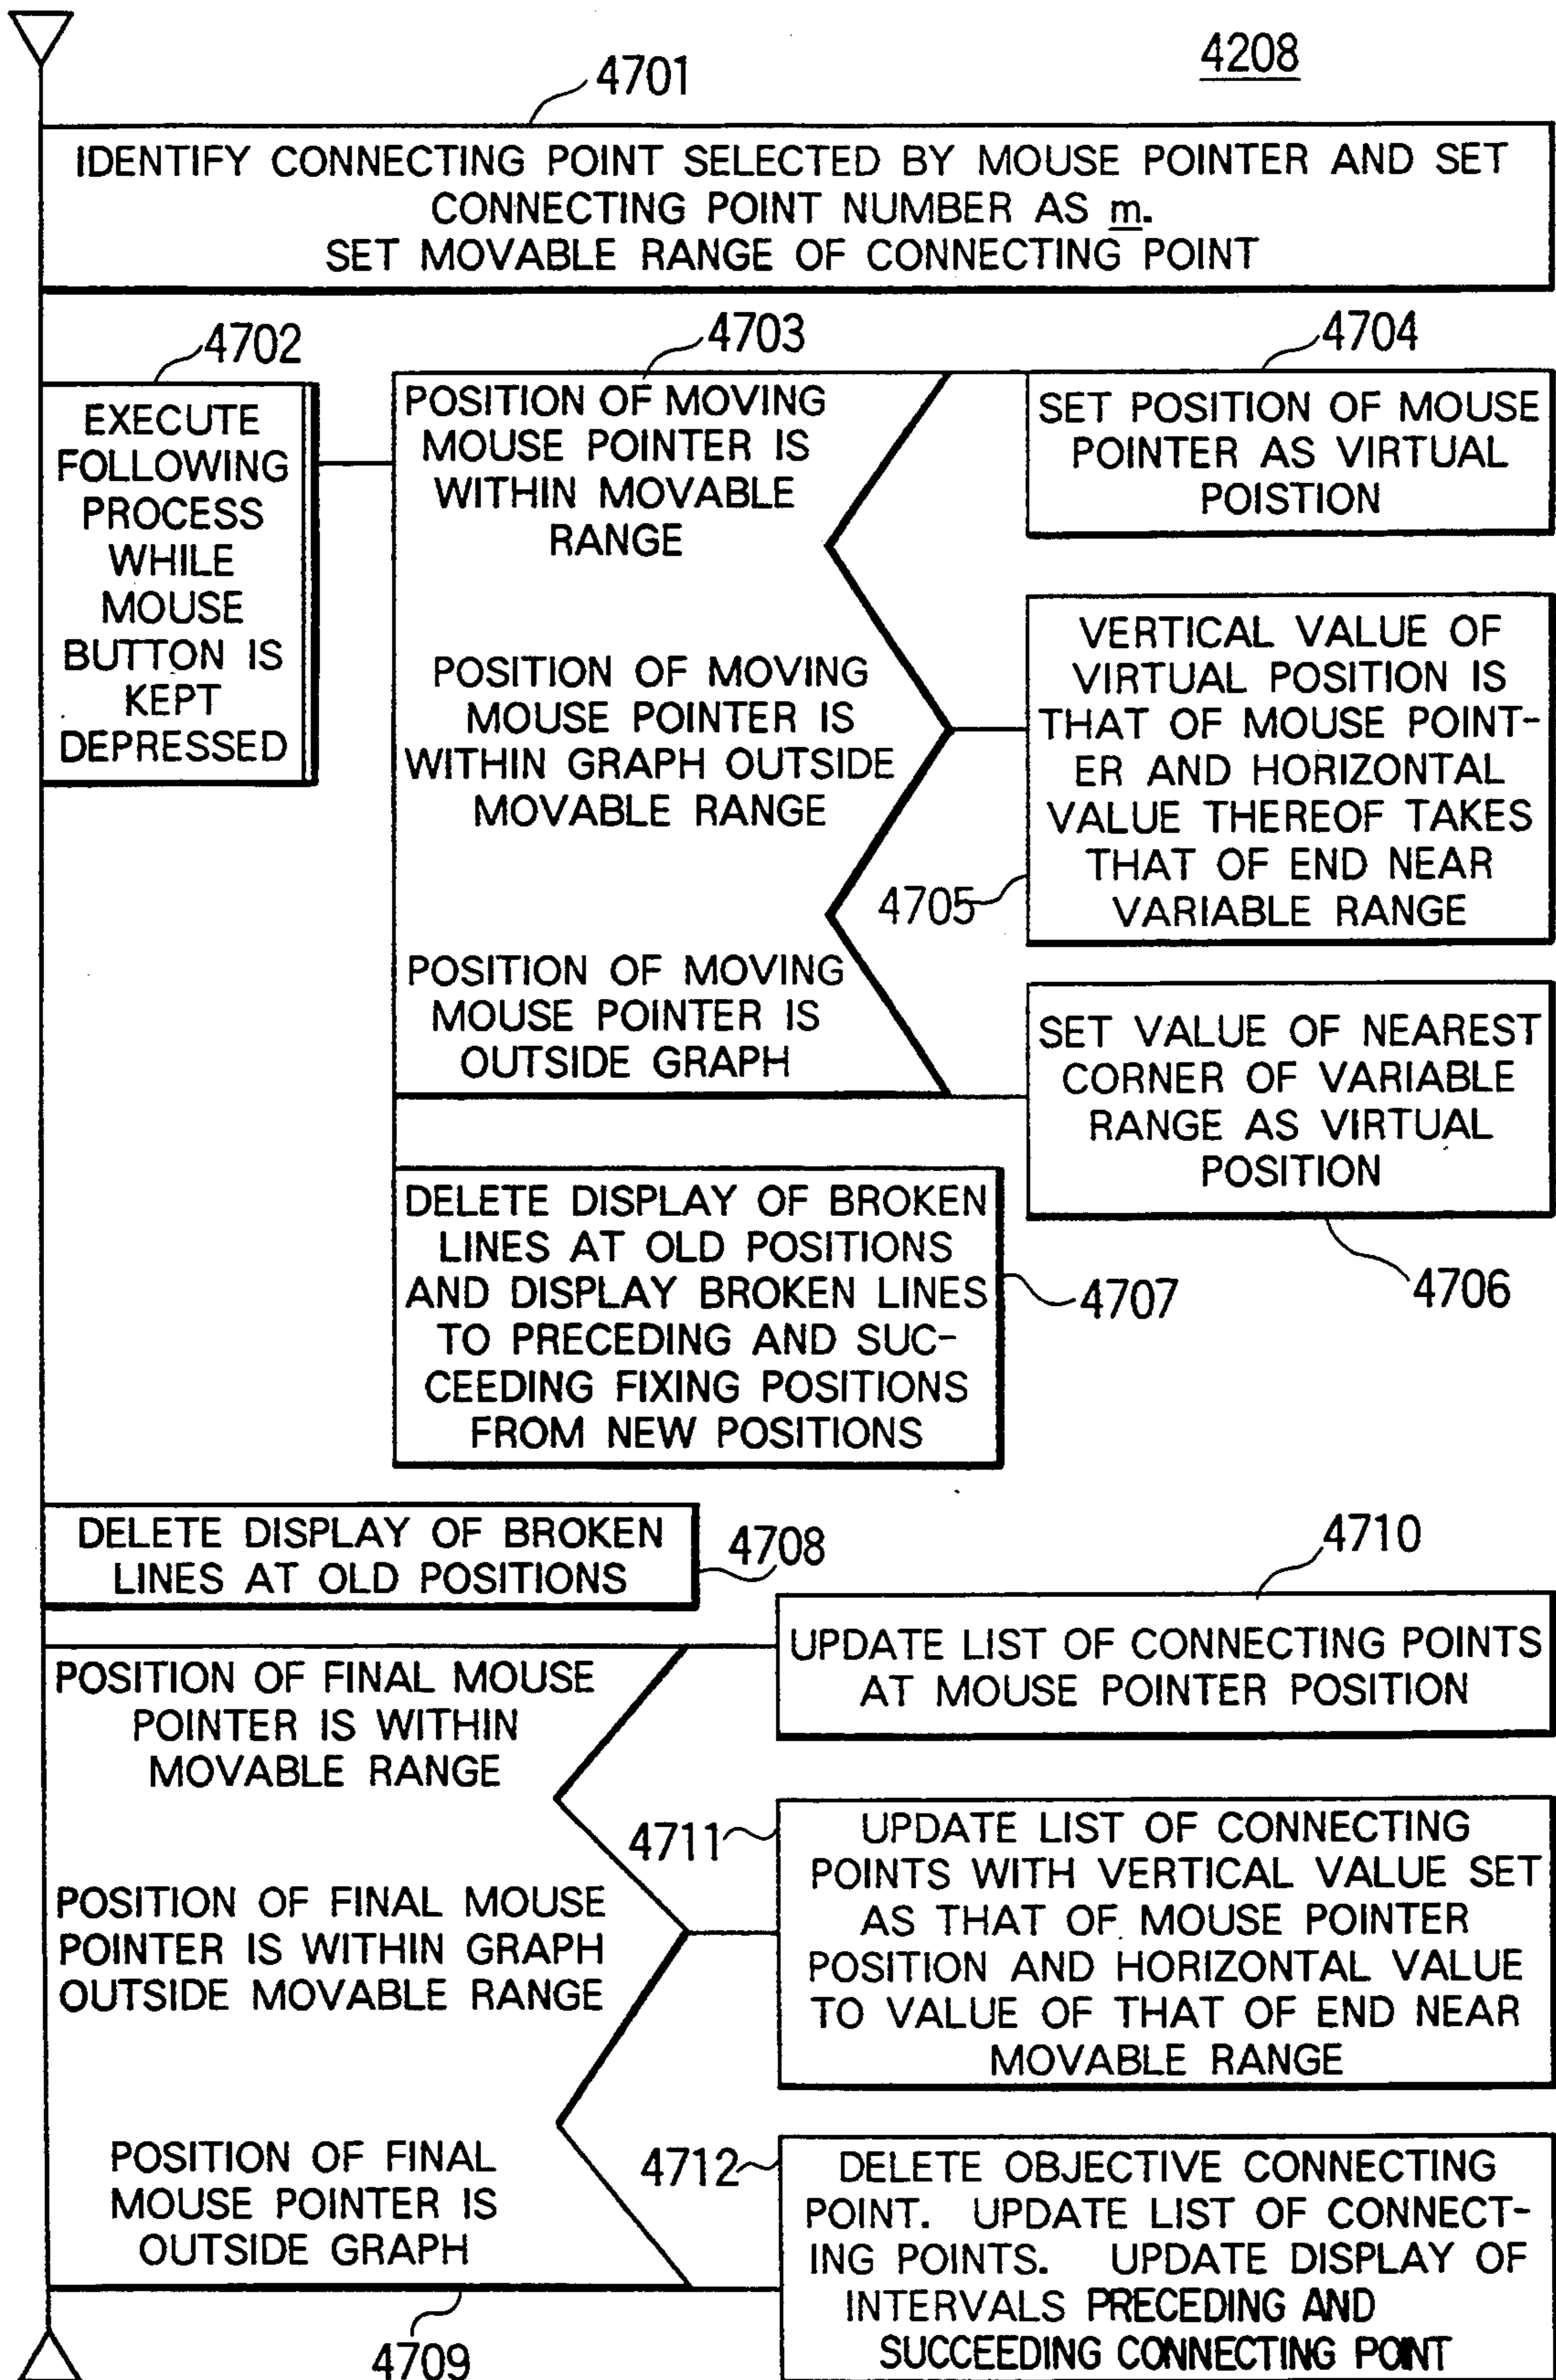 4208
4701
IDENTIFY CONNECTING POINT SELECTED BY MOUSE POINTER AND SET
CONNECTING POINT NUMBER AS m.
SET MOVABLE RANGE OF CONNECTING POINT
4702
EXECUTE
FOLLOWING
PROCESS
WHILE
MOUSE
BUTTON IS
KEPT
DEPRESSED
4703
POSITION OF MOVING
MOUSE POINTER IS
WITHIN MOVABLE
RANGE
POSITION OF MOVING
MOUSE POINTER IS
WITHIN GRAPH OUTSIDE
MOVABLE RANGE
POSITION OF MOVING
MOUSE POINTER IS
OUTSIDE GRAPH
4704
SET POSITION OF MOUSE
POINTER AS VIRTUAL
POISTION
VERTICAL VALUE OF
VIRTUAL POSITION IS
THAT OF MOUSE POINT-
ER AND HORIZONTAL
VALUE THEREOF TAKES
THAT OF END NEAR
VARIABLE RANGE
4705
SET VALUE OF NEAREST
CORNER OF VARIABLE
RANGE AS VIRTUAL
POSITION
4706
DELETE DISPLAY OF BROKEN
LINES AT OLD POSITIONS
AND DISPLAY BROKEN LINES
TO PRECEDING AND SUC-
CEEDING FIXING POSITIONS
FROM NEW POSITIONS
4707
DELETE DISPLAY OF BROKEN
LINES AT OLD POSITIONS
4708
POSITION OF FINAL MOUSE
POINTER IS WITHIN
MOVABLE RANGE
POSITION OF FINAL MOUSE
POINTER IS WITHIN GRAPH
OUTSIDE MOVABLE RANGE
POSITION OF FINAL
MOUSE POINTER IS
OUTSIDE GRAPH
4709
4710
UPDATE LIST OF CONNECTING POINTS
AT MOUSE POINTER POSITION
4711
UPDATE LIST OF CONNECTING
POINTS WITH VERTICAL VALUE SET
AS THAT OF MOUSE POINTER
POSITION AND HORIZONTAL VALUE
TO VALUE OF THAT OF END NEAR
MOVABLE RANGE
4712
DELETE OBJECTIVE CONNECTING
POINT. UPDATE LIST OF CONNECT-
ING POINTS. UPDATE DISPLAY OF
INTERVALS PRECEDING AND
SUCCEEDING CONNECTING POINT